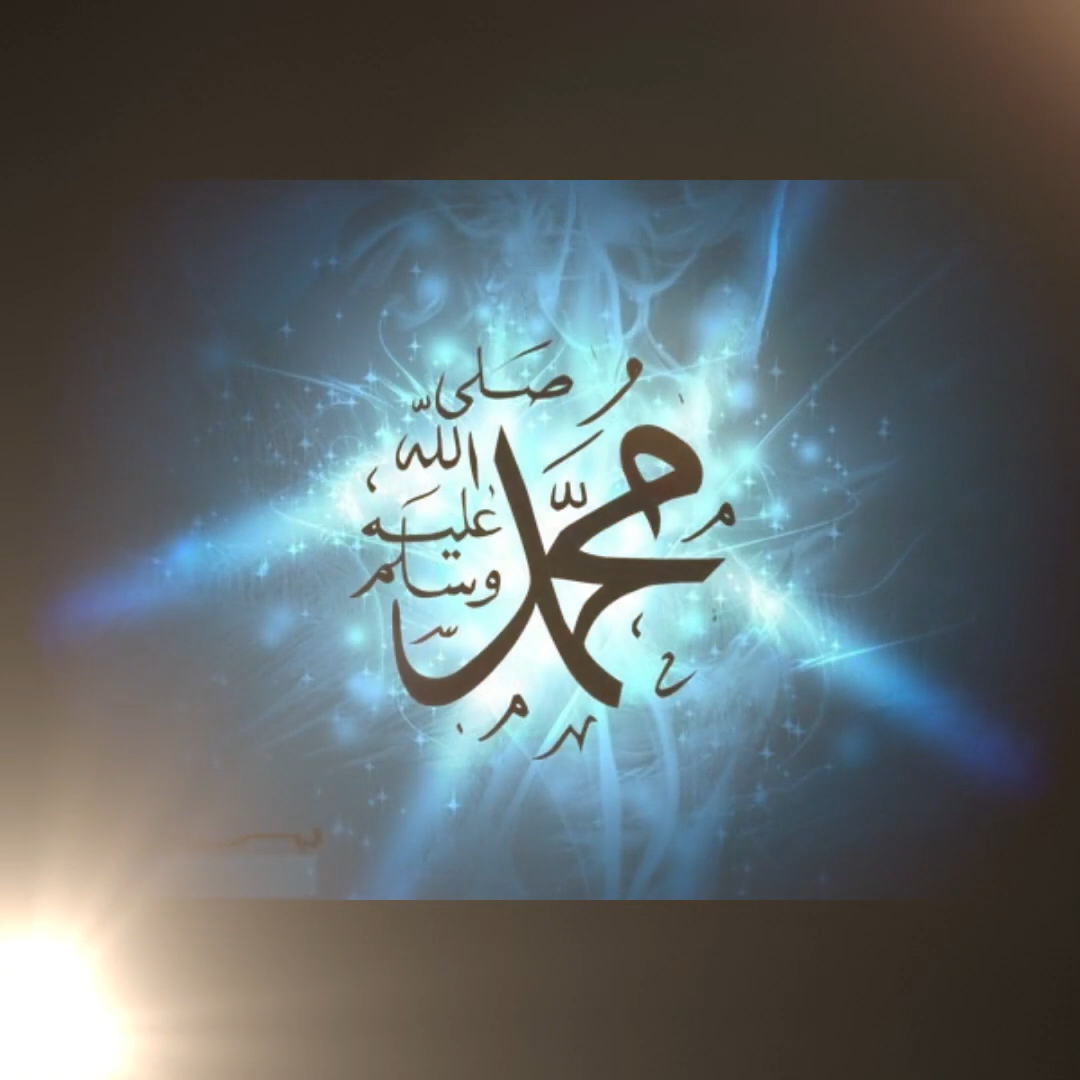 محمد
صلى
الله
عليه
وسلم